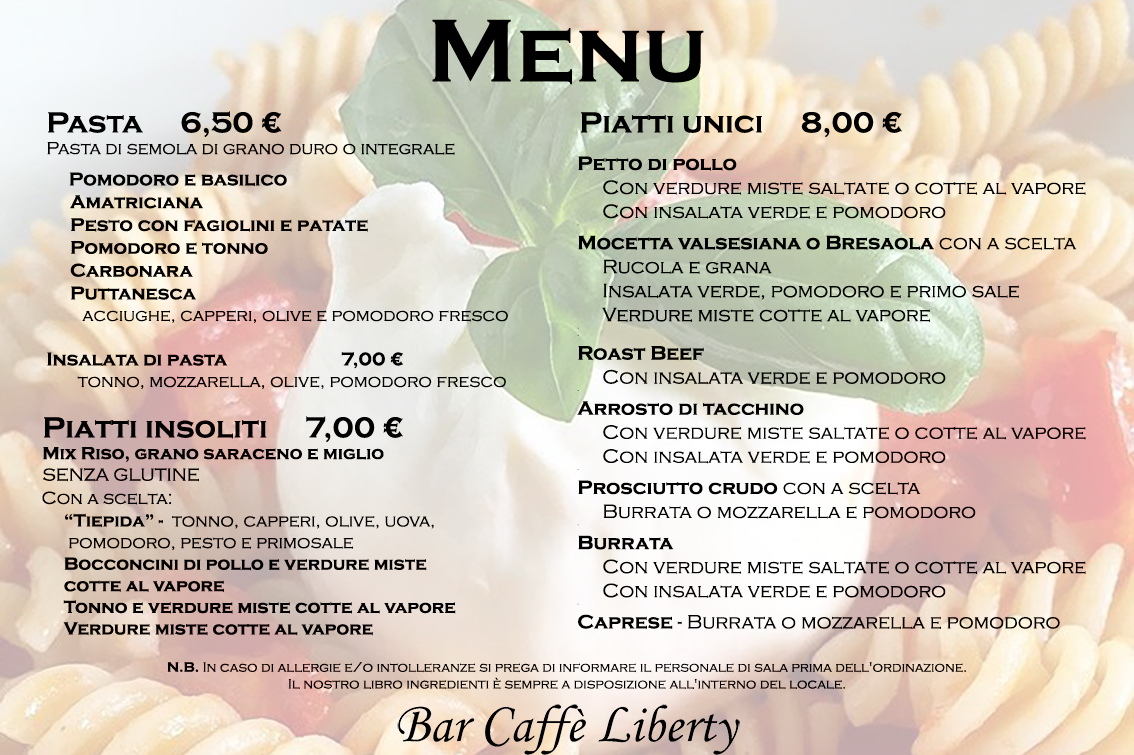 MENU
PASTA 6,50 €
PASTA DI SEMOLA DI GRANO DURO O INTEGRALE
POMODORO E BASILICO
AMATRICIANA
PESTO CON FAGIOLINI E PATATE
POMODORO E TONNO
CARBONARA
PUTTANESCA
ACCIUGHE, CAPPERI, OLIVE E POMODORO FRESCO
INSALATA DI PASTA 7,00 €
TONNO, MOZZARELLA, OLIVE, POMODORO FRESCO
PIATTI INSOLITI 7,00 €
MIX RISO, GRANO SARACENO E MIGLIO
SENZA GLUTINE
CON A SCELTA:
“TIEPIDA” - TONNO, CAPPERI, OLIVE, UOVA,
POMODORO, PESTO E PRIMOSALE
BOCCONCINI DI POLLO E VERDURE MISTE
COTTE AL VAPORE
TONNO E VERDURE MISTE COTTE AL VAPORE
VERDURE MISTE COTTE AL VAPORE
PIATTI UNICI 8,00 €
PETTO DI POLLO
CON VERDURE MISTE SALTATE O COTTE AL VAPORE
CON INSALATA VERDE E POMODORO
MOCETTA VALSESIANA O BRESAOLA CON A SCELTA
RUCOLA E GRANA
INSALATA VERDE, POMODORO E PRIMO SALE
VERDURE MISTE COTTE AL VAPORE
ROAST BEEF
CON INSALATA VERDE E POMODORO
ARROSTO DI TACCHINO
CON VERDURE MISTE SALTATE O COTTE AL VAPORE
CON INSALATA VERDE E POMODORO
PROSCIUTTO CRUDO CON A SCELTA
BURRATA O MOZZARELLA E POMODORO
BURRATA
CON VERDURE MISTE SALTATE O COTTE AL VAPORE
CON INSALATA VERDE E POMODORO
CAPRESE - BURRATA O MOZZARELLA E POMODORO
N.B. IN CASO DI ALLERGIE E/O INTOLLERANZE SI PREGA DI INFORMARE IL PERSONALE DI SALA PRIMA DELL'ORDINAZIONE.
IL NOSTRO LIBRO INGREDIENTI È SEMPRE A DISPOSIZIONE ALL'INTERNO DEL LOCALE.
Bar Caffè Liberty